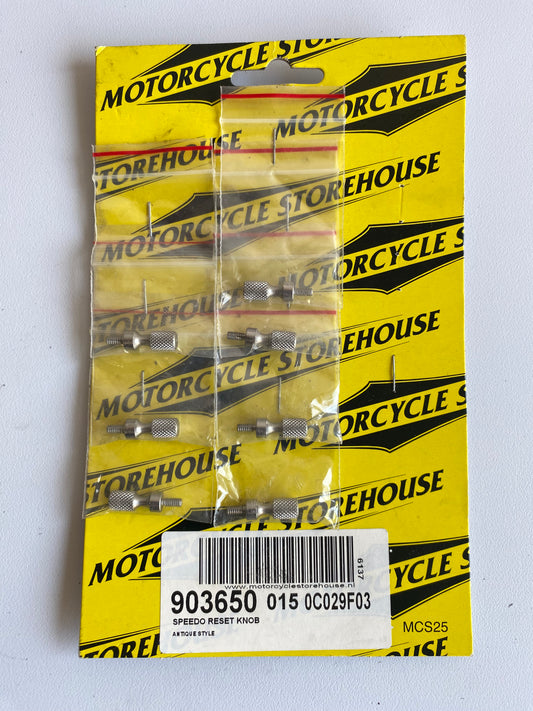 MOTORCYCLE STOREHOUSE
MOTORCYCLE STOREHOUSE
STOREHOUSE
MOTORCYCLE STOREHOUSE
MOTORCYCLE STOREHOUSE
MOTORCYCLE STOREHOUSE
STOREHOUSE
MOTORCYCLE
MOTORCYCLE
6137
www.motorcyclestorehouse.nl
903650 015 0C029F03
SPEEDO RESET KNOB
ANTIQUE STYLE
MCS25
STOREHOUSE
MOTORCYCLE